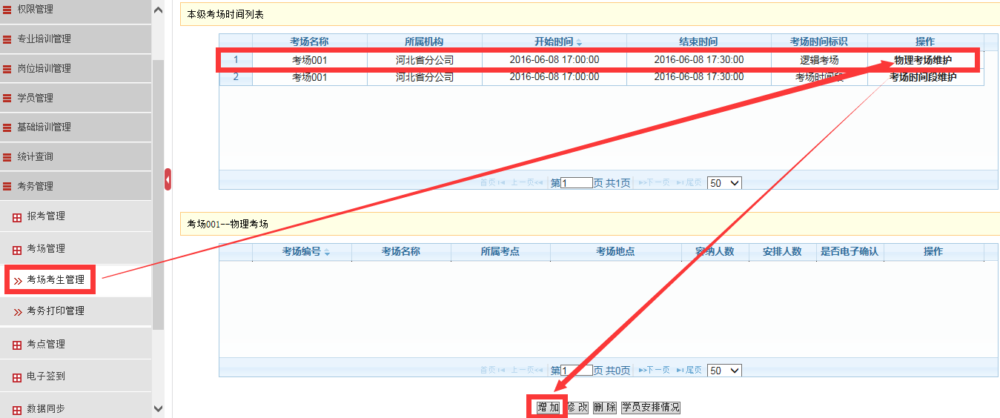 权限管理
专业培训管理
岗位培训管理
学员管理
基础培训管理
统计查询
考务管理
报考管理
考场管理
考场考生管理
考务打印管理
考点管理
电子签到
数据同步
本级考场时间列表
考场名称 所属机构 开始时间 结束时间 考场时间标识 操作
1 考场001 河北省分公司 2016-06-08 17:00:00 2016-06-08 17:30:00 逻辑考场 物理考场维护
2 考场001 河北省分公司 2016-06-08 17:00:00 2016-06-08 17:30:00 考场时间段 考场时间段维护
首页 上一页 第1页 共1页 下一页 尾页 50
考场001--物理考场
考场编号 考场名称 所属考点 考场地点 容纳人数 安排人数 是否电子确认 操作
首页 上一页 第1页 共0页 下一页 尾页 50
增 加 修 改 删 除 学员安排情况